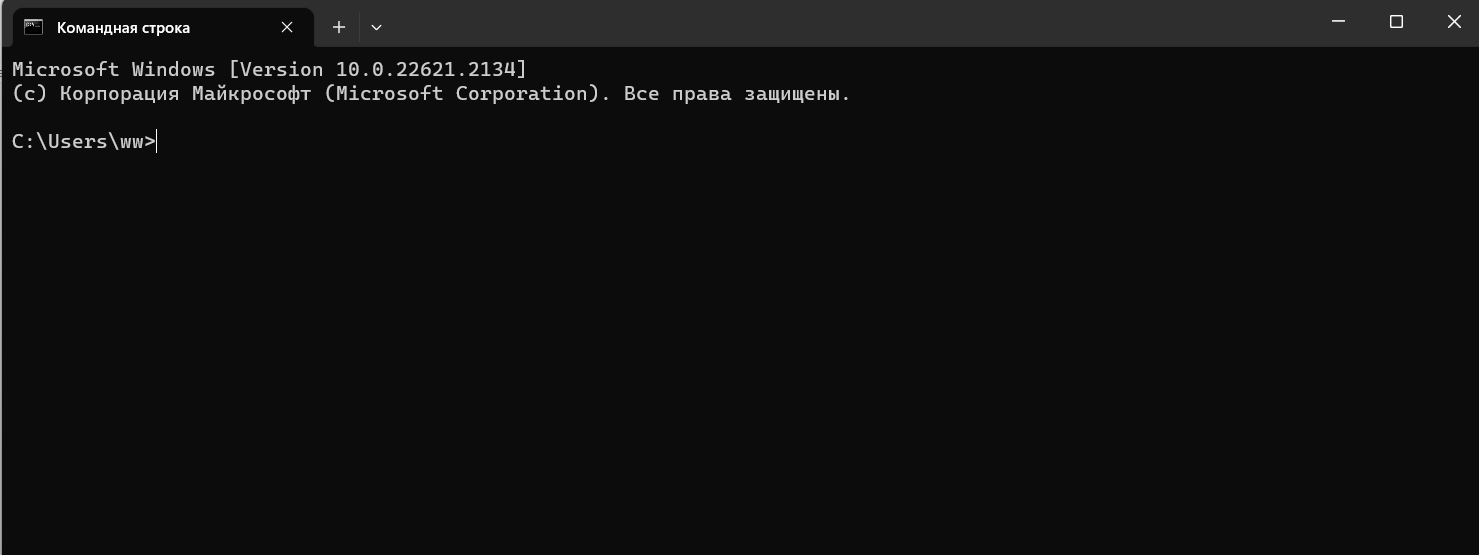 Командная строка
Microsoft Windows [Version 10.0.22621.2134]
(c) Корпорация Майкрософт (Microsoft Corporation). Все права защищены.
C:\Users\ww>